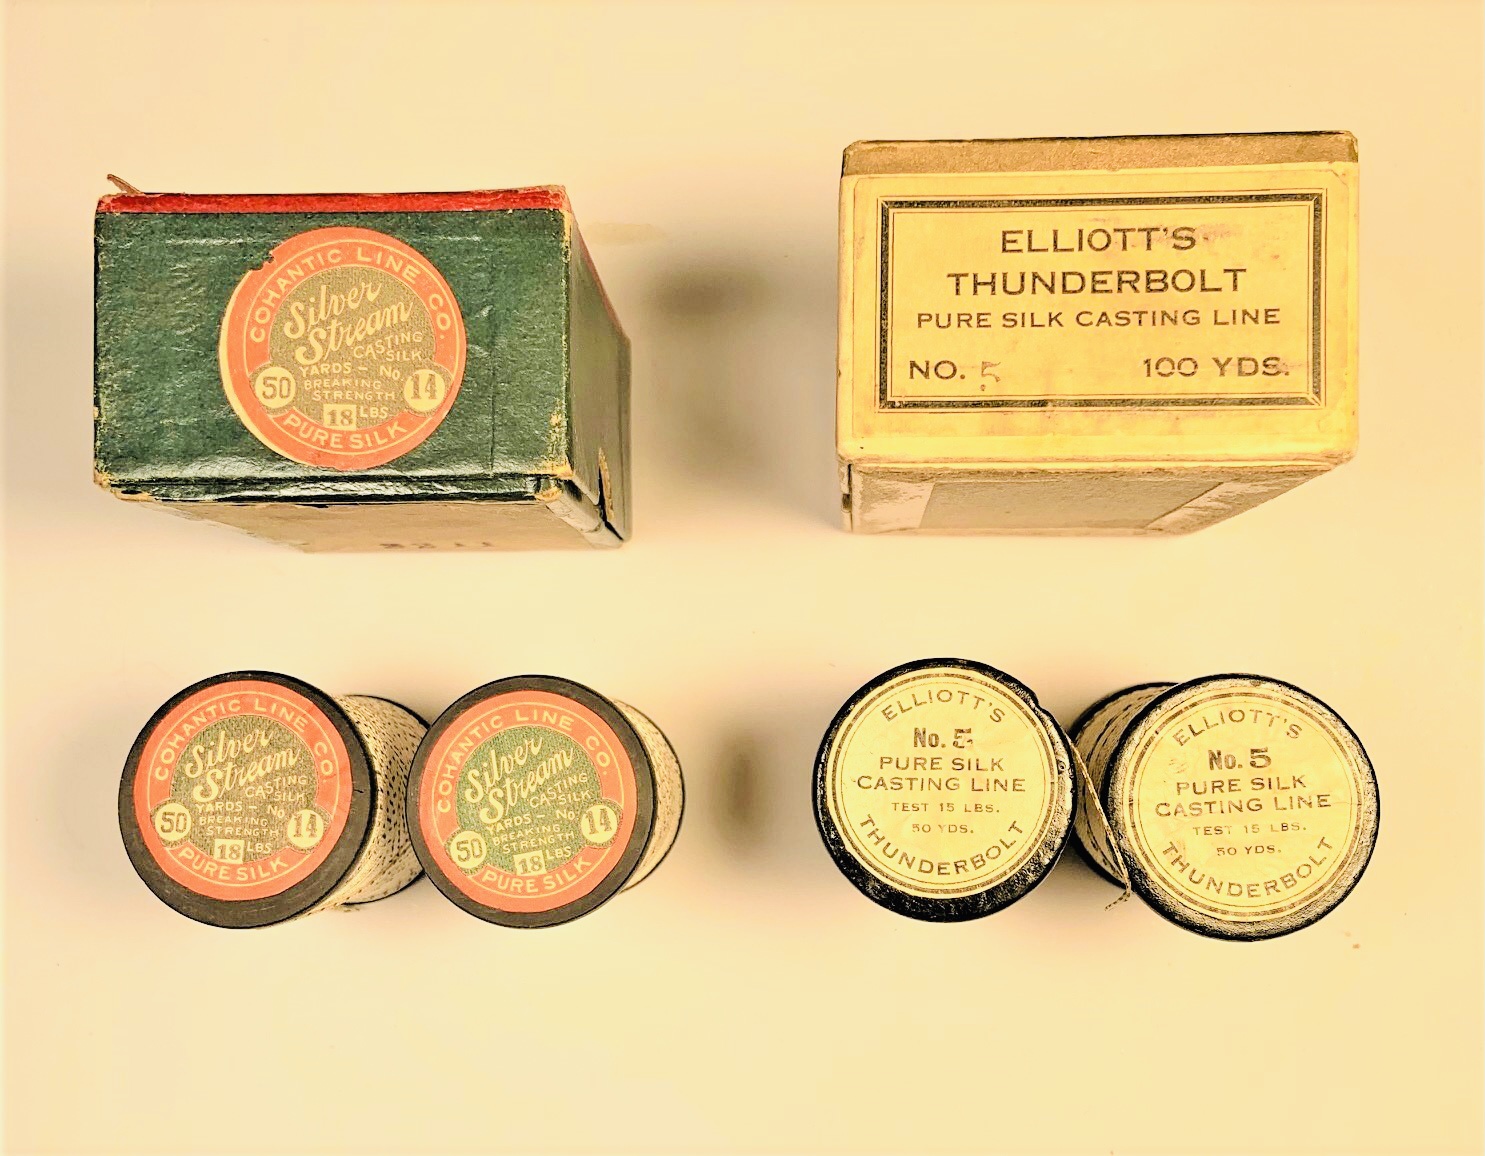 COHANTIC LINE CO.
Silver
Stream
CASTING
SILK
YARDS – No.
50 BREAKING 14
STRENGTH
18 LBS.
PURE SILK
ELLIOTT'S
THUNDERBOLT
PURE SILK CASTING LINE
NO. 5 100 YDS.
COHANTIC LINE CO.
Silver
Stream
CASTING
SILK
YARDS – No.
50 BREAKING 14
STRENGTH
18 LBS.
PURE SILK
COHANTIC LINE CO.
Silver
Stream
CASTING
SILK
YARDS – No.
50 BREAKING 14
STRENGTH
18 LBS.
PURE SILK
ELLIOTT'S
No. 5
PURE SILK
CASTING LINE
TEST 15 LBS.
50 YDS.
THUNDERBOLT
ELLIOTT'S
No. 5
PURE SILK
CASTING LINE
TEST 15 LBS.
50 YDS.
THUNDERBOLT